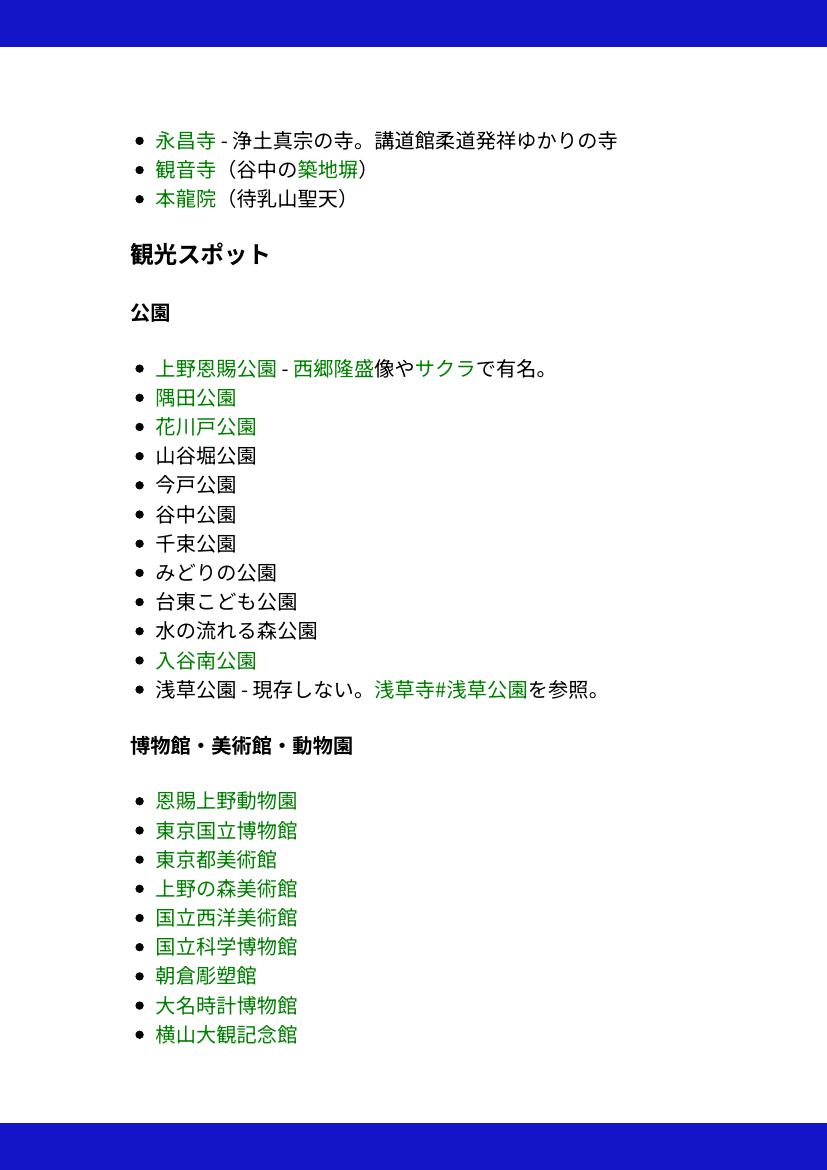 永昌寺 - 浄土真宗の寺。講道館柔道発祥ゆかりの寺
観音寺（谷中の築地塀）
本龍院（待乳山聖天）
観光スポット
公園
上野恩賜公園 - 西郷隆盛像やサクラで有名。
隅田公園
花川戸公園
山谷堀公園
今戸公園
谷中公園
千束公園
みどりの公園
台東こども公園
水の流れる森公園
入谷南公園
浅草公園 - 現存しない。浅草寺#浅草公園を参照。
博物館・美術館・動物園
恩賜上野動物園
東京国立博物館
東京都美術館
上野の森美術館
国立西洋美術館
国立科学博物館
朝倉彫塑館
大名時計博物館
横山大観記念館